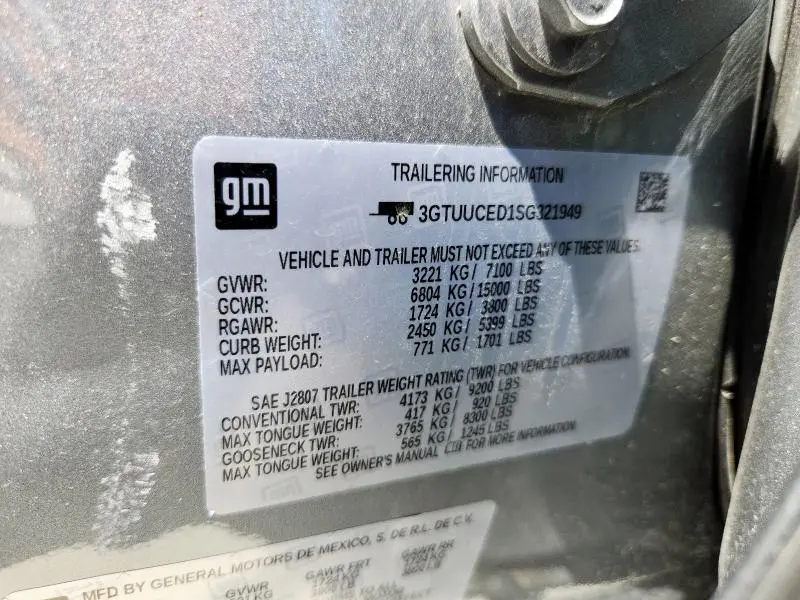 gm
TRAILERING INFORMATION
3GTUUCED1SG321949
VEHICLE AND TRAILER MUST NOT EXCEED ANY OF THESE VALUES.
GVWR: 3221 KG / 7100 LBS
GCWR: 6804 KG / 15000 LBS
RGAWR: 1724 KG / 3800 LBS
CURB WEIGHT: 2450 KG / 5399 LBS
MAX PAYLOAD: 771 KG / 1701 LBS
SAE J2807 TRAILER WEIGHT RATING (TWR) FOR VEHICLE CONFIGURATION.
CONVENTIONAL TWR: 4173 KG / 9200 LBS
MAX TONGUE WEIGHT: 417 KG / 920 LBS
GOOSENECK TWR: 3765 KG / 8300 LBS
MAX TONGUE WEIGHT: 565 KG / 1245 LBS
SEE OWNER'S MANUAL FOR MORE INFORMATION.
MFD BY GENERAL MOTORS DE MEXICO, S. DE R.L. DE C.V.
GVWR GAWR FRT GAWR RR